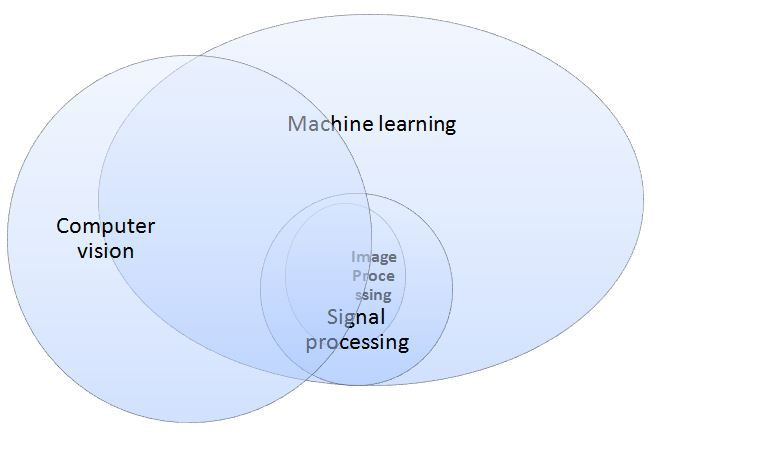 Machine learning
Computer
vision
Image
Proce
ssing
Signal
processing